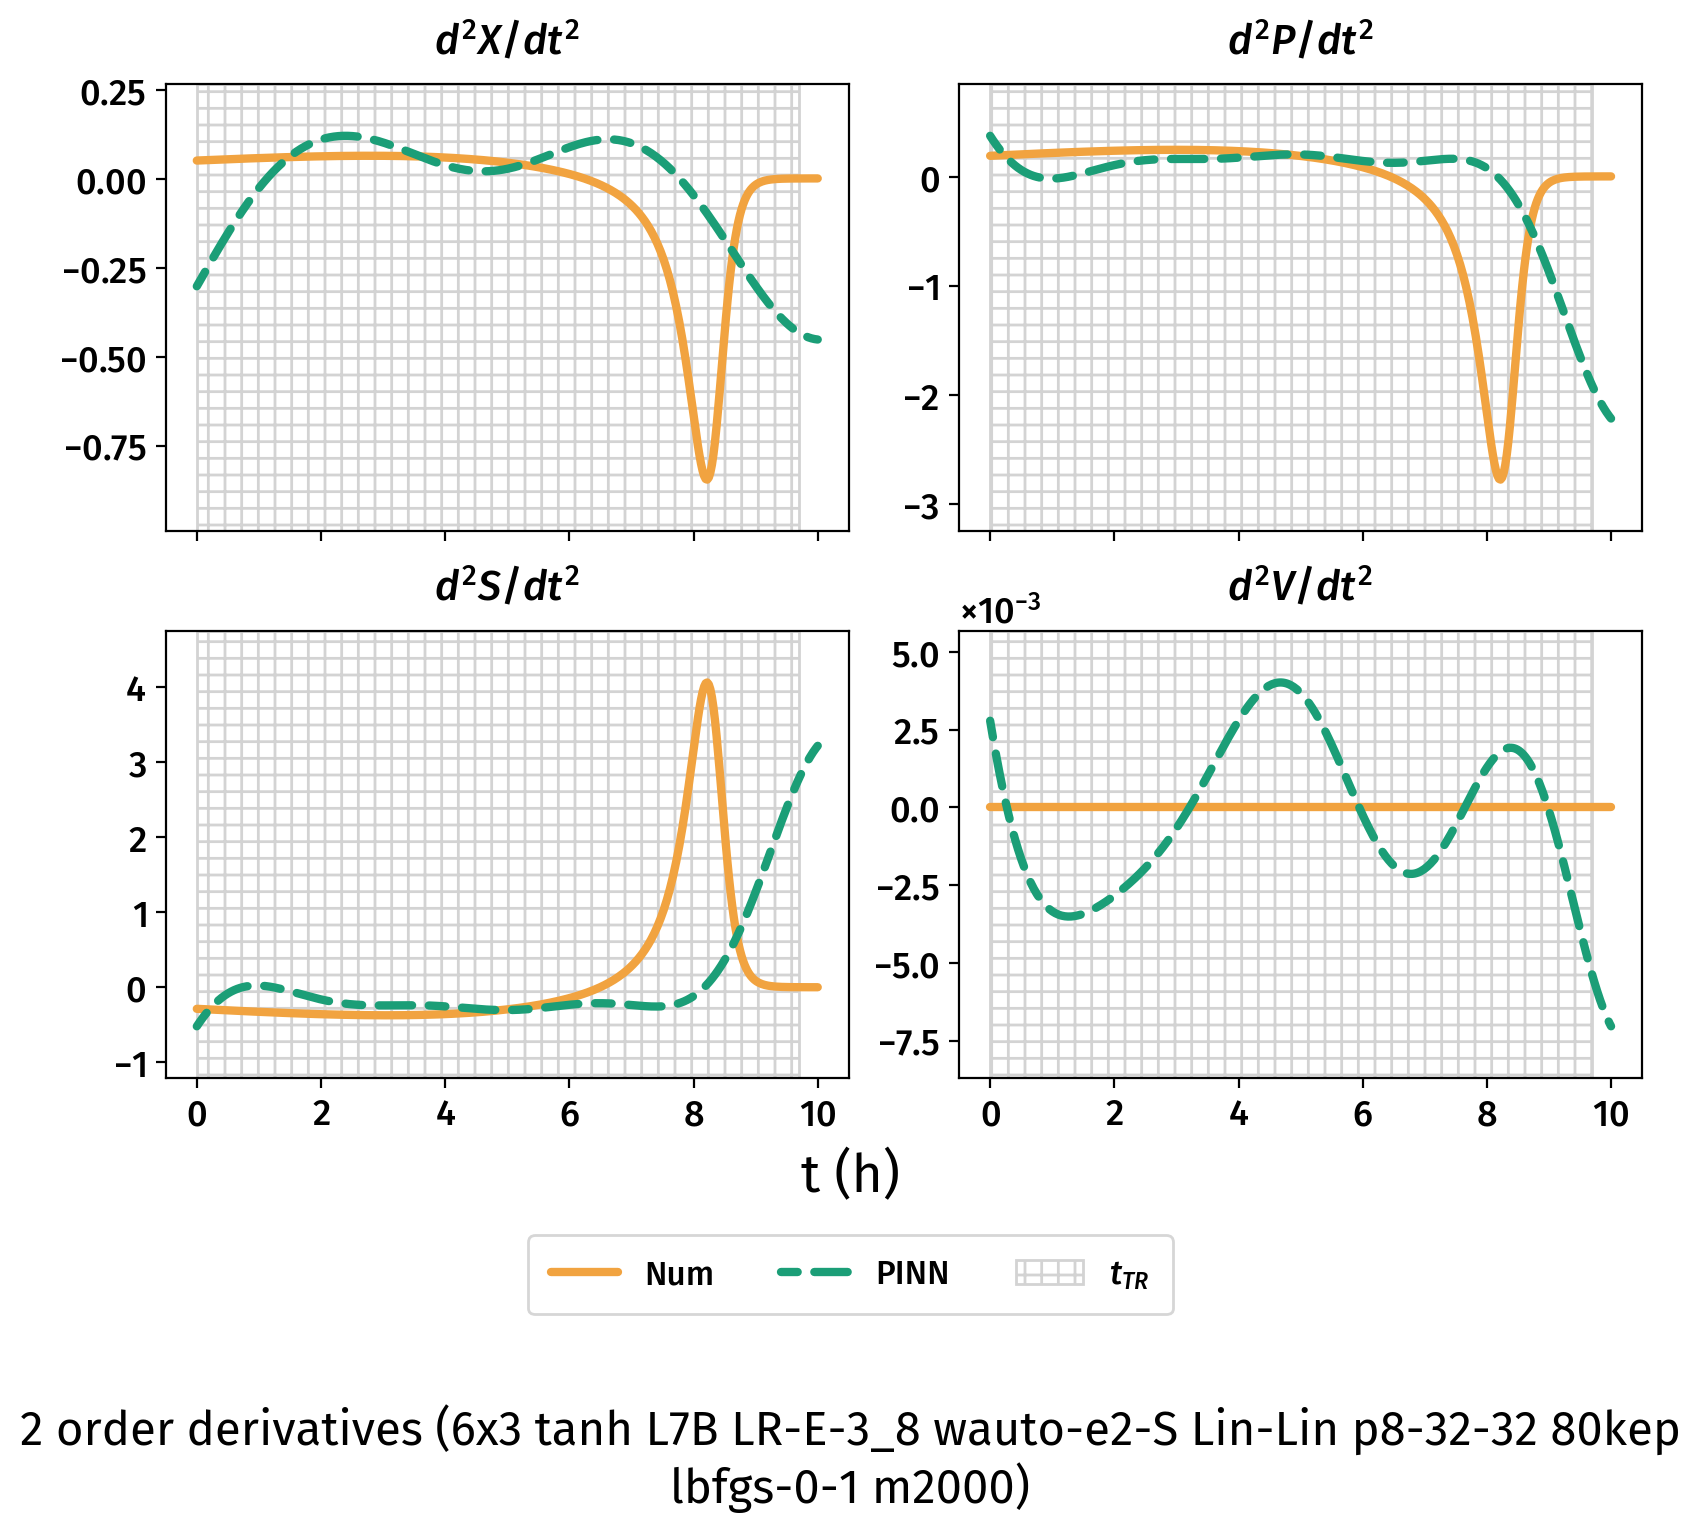 d²X/dt²
d²P/dt²
0.25
0.00
−0.25
−0.50
−0.75
0
−1
−2
−3
d²S/dt²
d²V/dt²
×10⁻³
4
3
2
1
0
−1
5.0
2.5
0.0
−2.5
−5.0
−7.5
0 2 4 6 8 10
0 2 4 6 8 10
t (h)
Num PINN t_TR
2 order derivatives (6x3 tanh L7B LR-E-3_8 wauto-e2-S Lin-Lin p8-32-32 80kep
lbfgs-0-1 m2000)